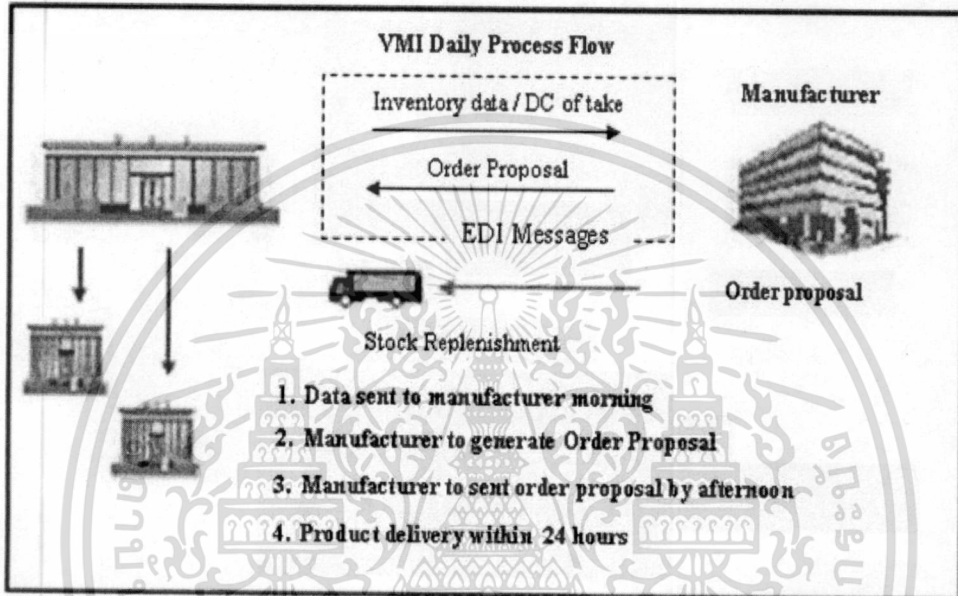 VMI Daily Process Flow
Inventory data / DC of take
Manufacturer
Order Proposal
EDI Messages
Order proposal
Stock Replenishment
1. Data sent to manufacturer morning
2. Manufacturer to generate Order Proposal
3. Manufacturer to sent order proposal by afternoon
4. Product delivery within 24 hours